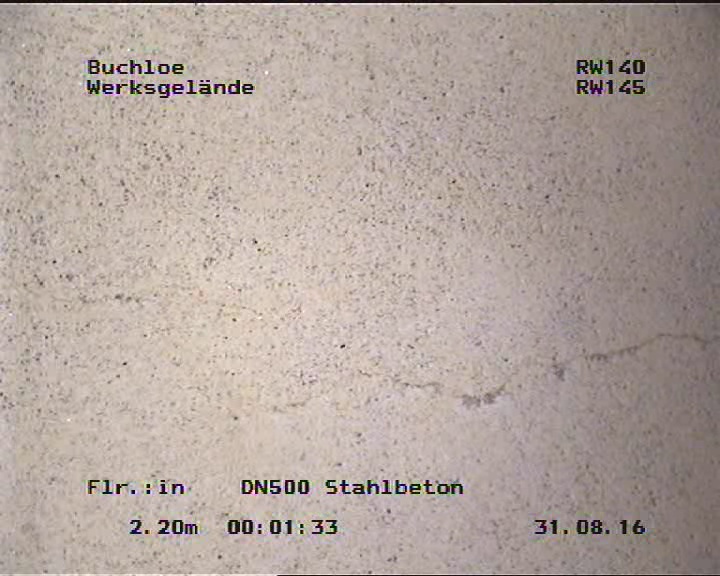 Buchloe RW140
Werksgelände RW145
Flr.:in DN500 Stahlbeton
2.20m 00:01:33 31.08.16